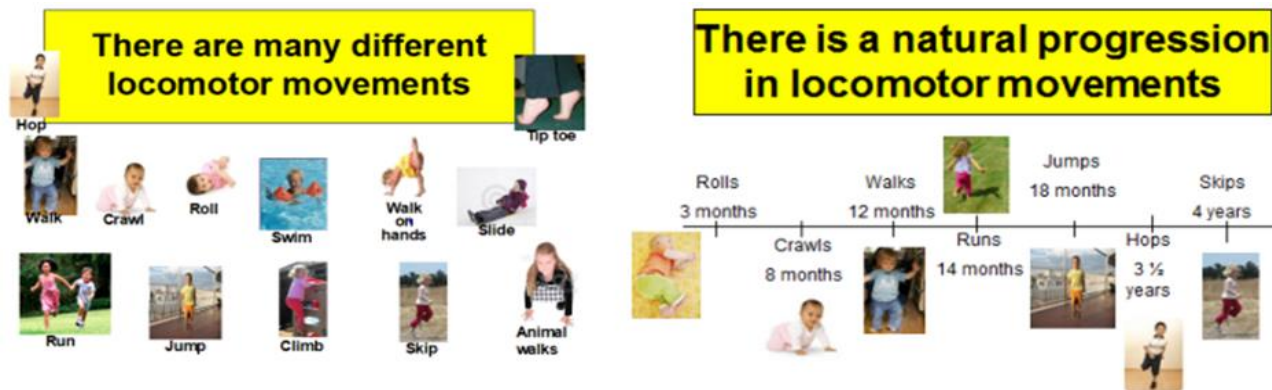 There are many different
locomotor movements
Hop
Tip toe
Walk
Crawl
Roll
Swim
Walk
on
hands
Slide
Run
Jump
Climb
Skip
Animal
walks
There is a natural progression
in locomotor movements
Rolls
3 months
Crawls
8 months
Walks
12 months
Runs
14 months
Jumps
18 months
Hops
3 ½
years
Skips
4 years